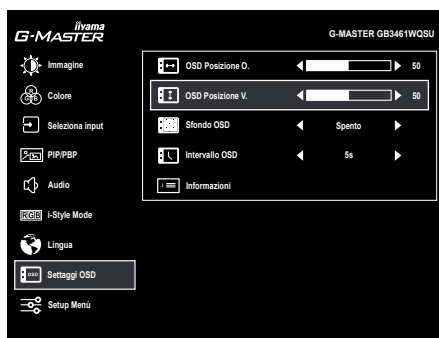 iiyama
G-MASTER
G-MASTER GB3461WQSU
Immagine
Colore
Seleziona input
PIP/PBP
Audio
RGB i-Style Mode
Lingua
OSD Settaggi OSD
Setup Menù
OSD Posizione O. 50
OSD Posizione V. 50
Sfondo OSD Spento
Intervallo OSD 5s
Informazioni